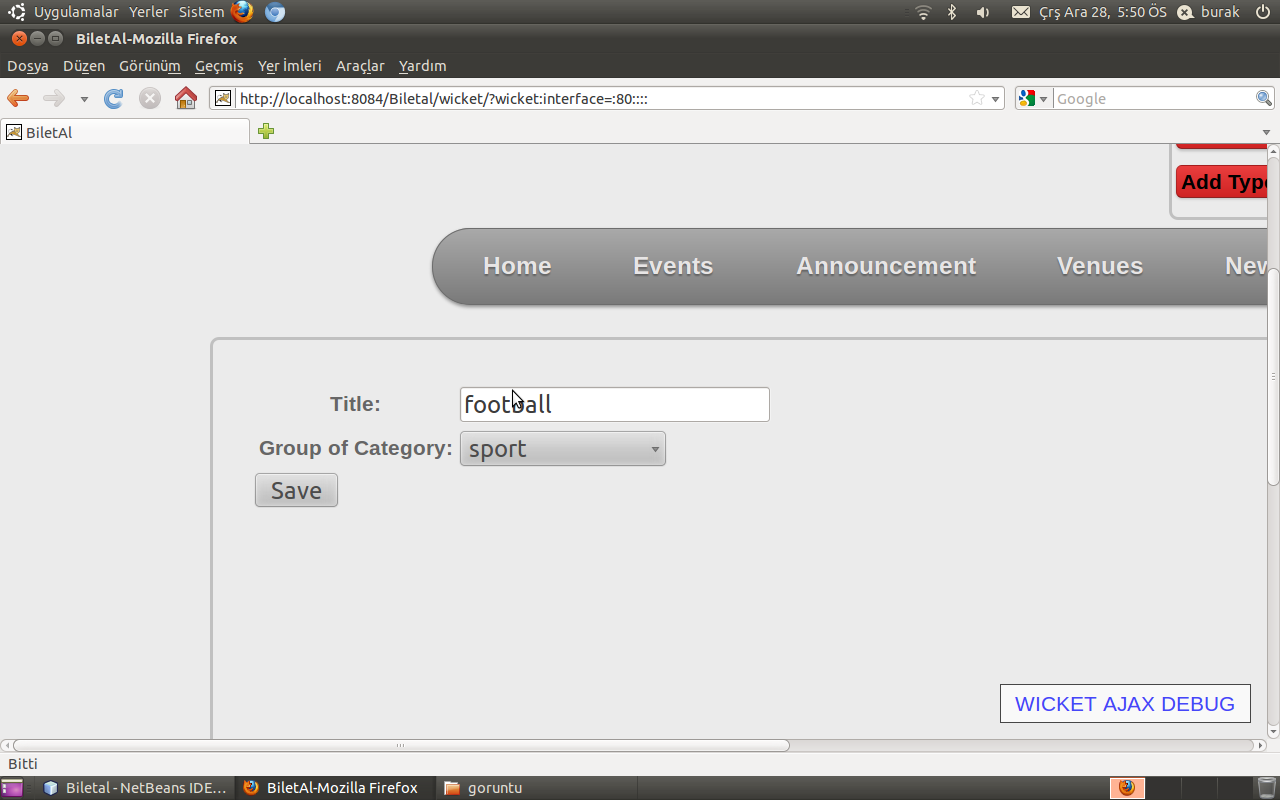 Uygulamalar Yerler Sistem Çrş Ara 28, 5:50 ÖS burak
BiletAl-Mozilla Firefox
Dosya Düzen Görünüm Geçmiş Yer İmleri Araçlar Yardım
http://localhost:8084/Biletal/wicket/?wicket:interface=:80:::: Google
BiletAl
Add Type
Home Events Announcement Venues New
Title: football
Group of Category: sport
Save
WICKET AJAX DEBUG
Bitti
Biletal - NetBeans IDE... BiletAl-Mozilla Firefox goruntu